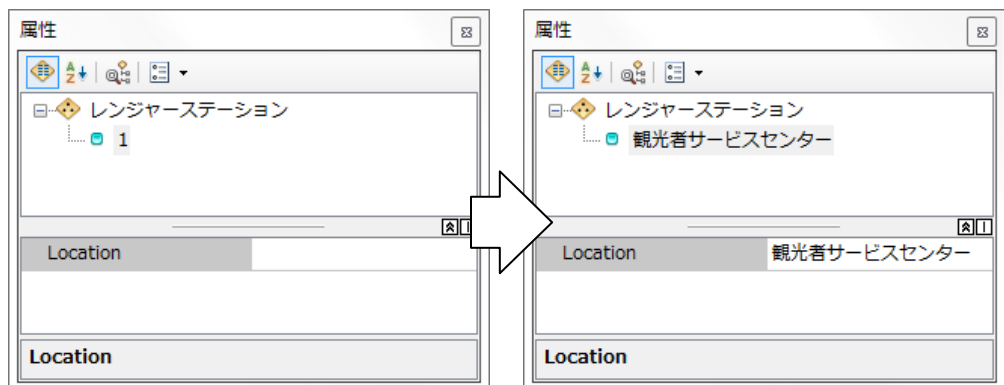 属性
レンジャーステーション
1
Location
Location
属性
レンジャーステーション
観光者サービスセンター
Location 観光者サービスセンター
Location